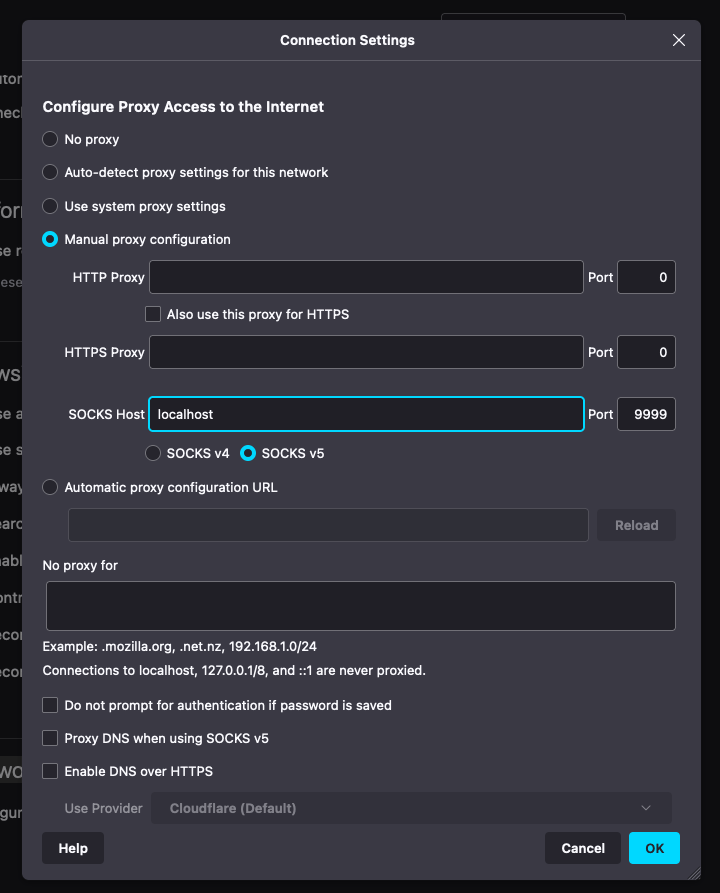 Connection Settings
Configure Proxy Access to the Internet
No proxy
Auto-detect proxy settings for this network
Use system proxy settings
Manual proxy configuration
HTTP Proxy Port 0
Also use this proxy for HTTPS
HTTPS Proxy Port 0
SOCKS Host localhost Port 9999
SOCKS v4 SOCKS v5
Automatic proxy configuration URL
Reload
No proxy for
Example: .mozilla.org, .net.nz, 192.168.1.0/24
Connections to localhost, 127.0.0.1/8, and ::1 are never proxied.
Do not prompt for authentication if password is saved
Proxy DNS when using SOCKS v5
Enable DNS over HTTPS
Use Provider Cloudflare (Default)
Help Cancel OK